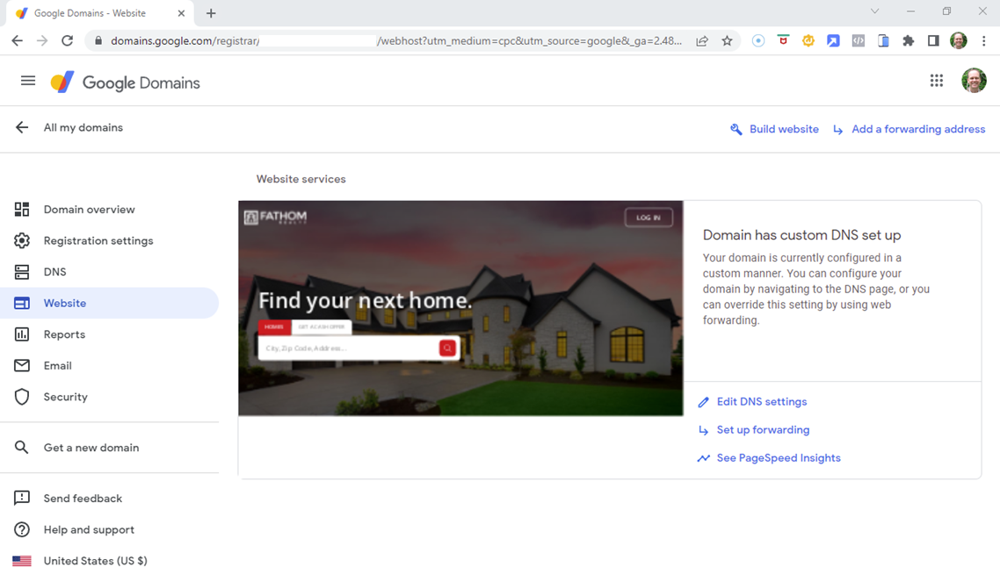 Google Domains - Website
domains.google.com/registrar/ /webhost?utm_medium=cpc&utm_source=google&_ga=2.48...
Google Domains
All my domains
Build website
Add a forwarding address
Website services
Domain overview
Registration settings
DNS
Website
Reports
Email
Security
Get a new domain
Send feedback
Help and support
United States (US $)
FATHOM
REALTY
LOG IN
Find your next home.
HOMES
GET A CASH OFFER
City, Zip Code, Address...
Domain has custom DNS set up
Your domain is currently configured in a
custom manner. You can configure your
domain by navigating to the DNS page, or you
can override this setting by using web
forwarding.
Edit DNS settings
Set up forwarding
See PageSpeed Insights